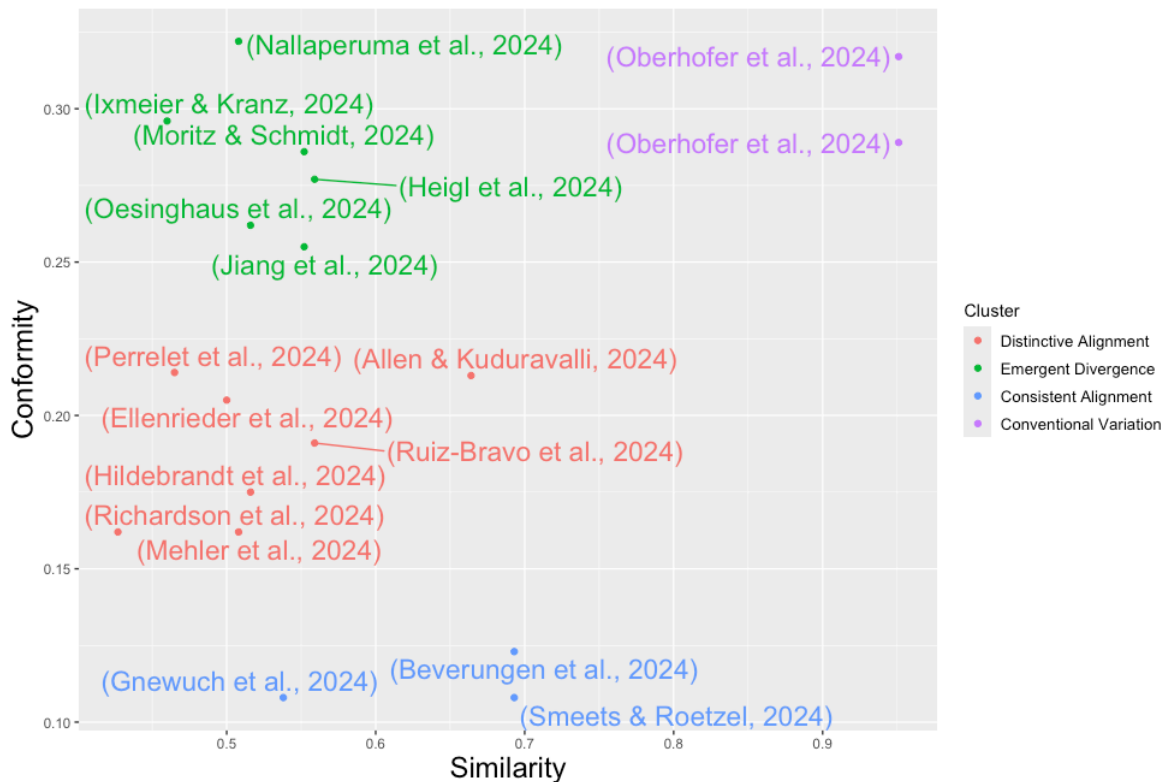 (Nallaperuma et al., 2024)
(Oberhofer et al., 2024)
(Ixmeier & Kranz, 2024)
(Moritz & Schmidt, 2024)
(Oberhofer et al., 2024)
(Heigl et al., 2024)
(Oesinghaus et al., 2024)
(Jiang et al., 2024)
(Perrelet et al., 2024)
(Allen & Kuduravalli, 2024)
(Ellenrieder et al., 2024)
(Ruiz-Bravo et al., 2024)
(Hildebrandt et al., 2024)
(Richardson et al., 2024)
(Mehler et al., 2024)
(Beverungen et al., 2024)
(Gnewuch et al., 2024)
(Smeets & Roetzel, 2024)
0.30
0.25
0.20
0.15
0.10
Conformity
0.5
0.6
0.7
0.8
0.9
Similarity
Cluster
Distinctive Alignment
Emergent Divergence
Consistent Alignment
Conventional Variation